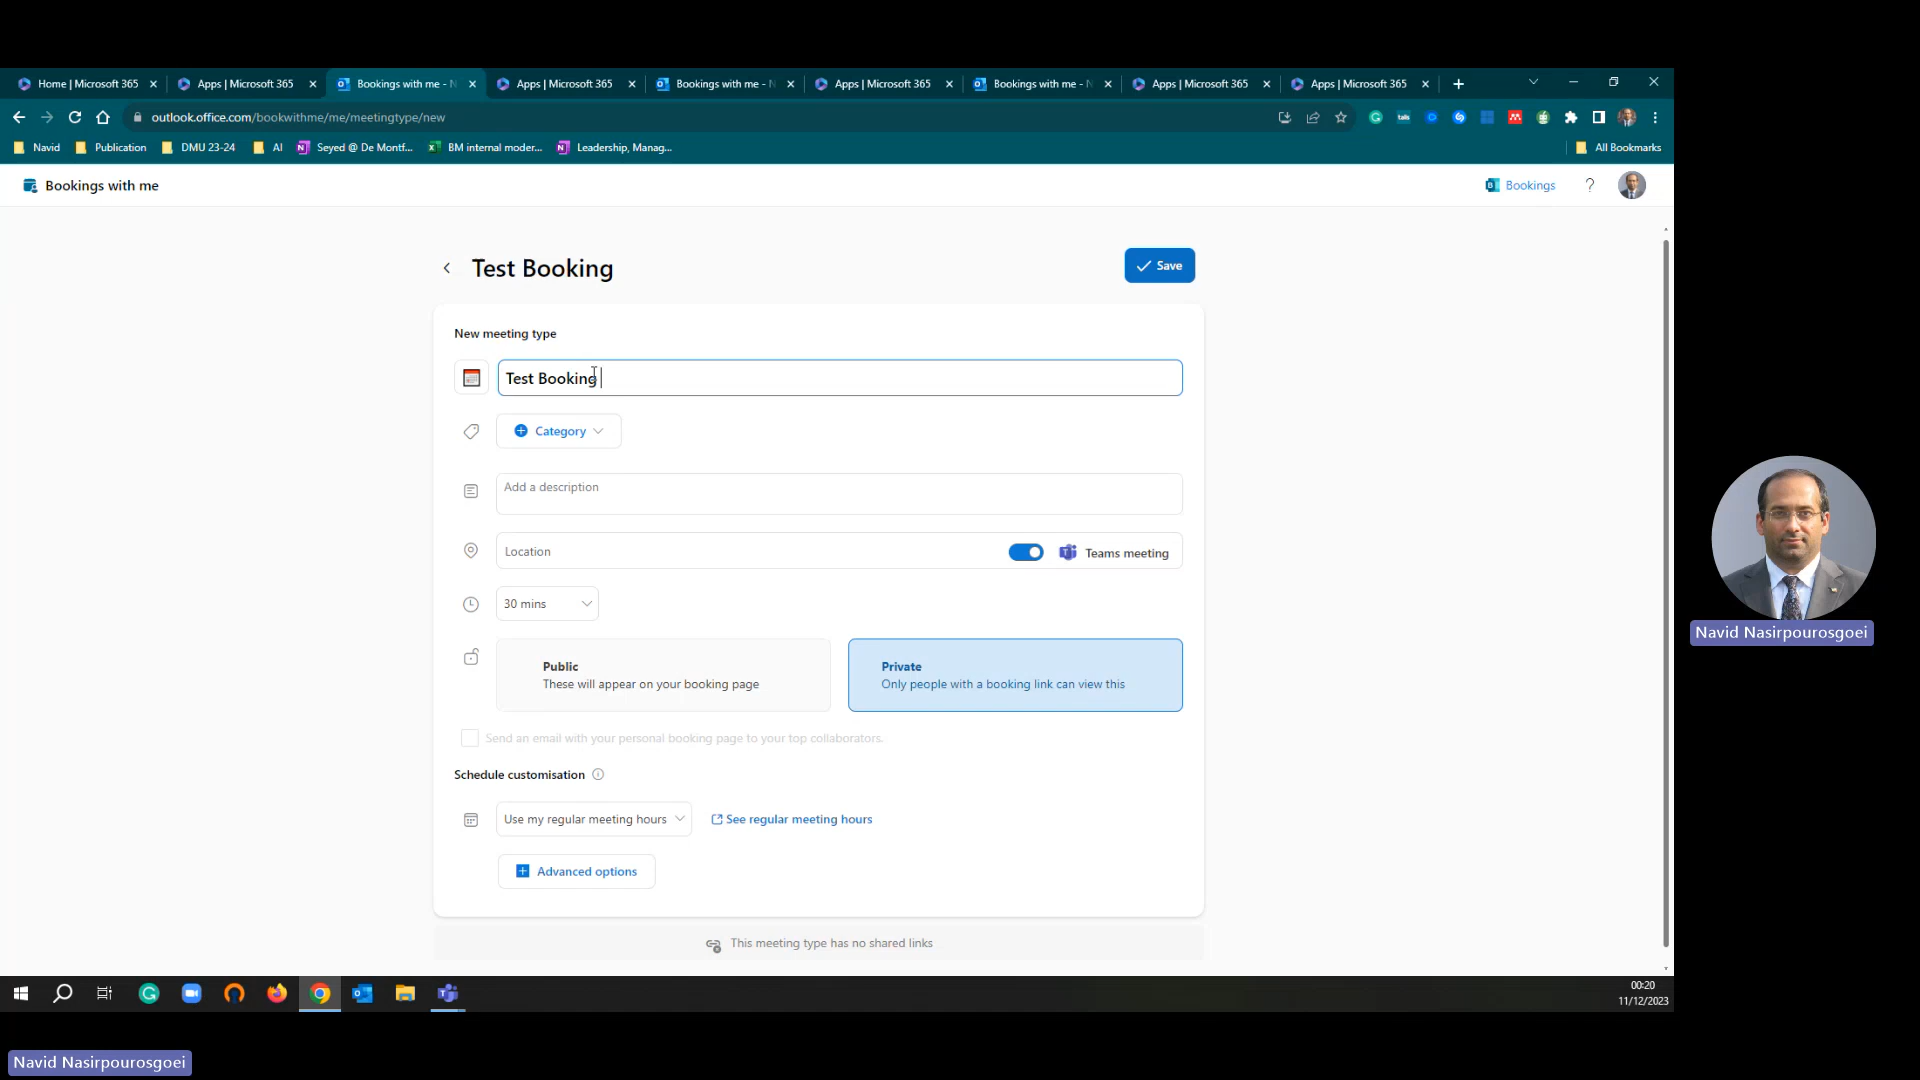 Home | Microsoft 365
Apps | Microsoft 365
Bookings with me - N
Apps | Microsoft 365
Bookings with me - N
Apps | Microsoft 365
Bookings with me - N
Apps | Microsoft 365
Apps | Microsoft 365
outlook.office.com/bookwithme/me/meetingtype/new
Navid
Publication
DMU 23-24
AI
Seyed @ De Montf...
BM internal moder...
Leadership, Manag...
All Bookmarks
Bookings with me
Bookings
Test Booking
Save
New meeting type
Test Booking
Category
Add a description
Location
Teams meeting
30 mins
Public
These will appear on your booking page
Private
Only people with a booking link can view this
Send an email with your personal booking page to your top collaborators.
Schedule customisation
Use my regular meeting hours
See regular meeting hours
Advanced options
This meeting type has no shared links
00:20
11/12/2023
Navid Nasirpourosgoei
Navid Nasirpourosgoei